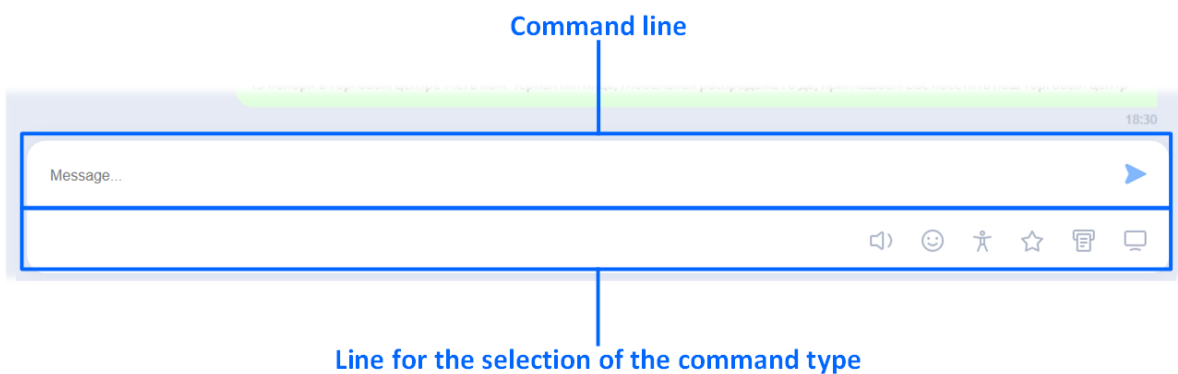 Command line
18:30
Message...
Line for the selection of the command type